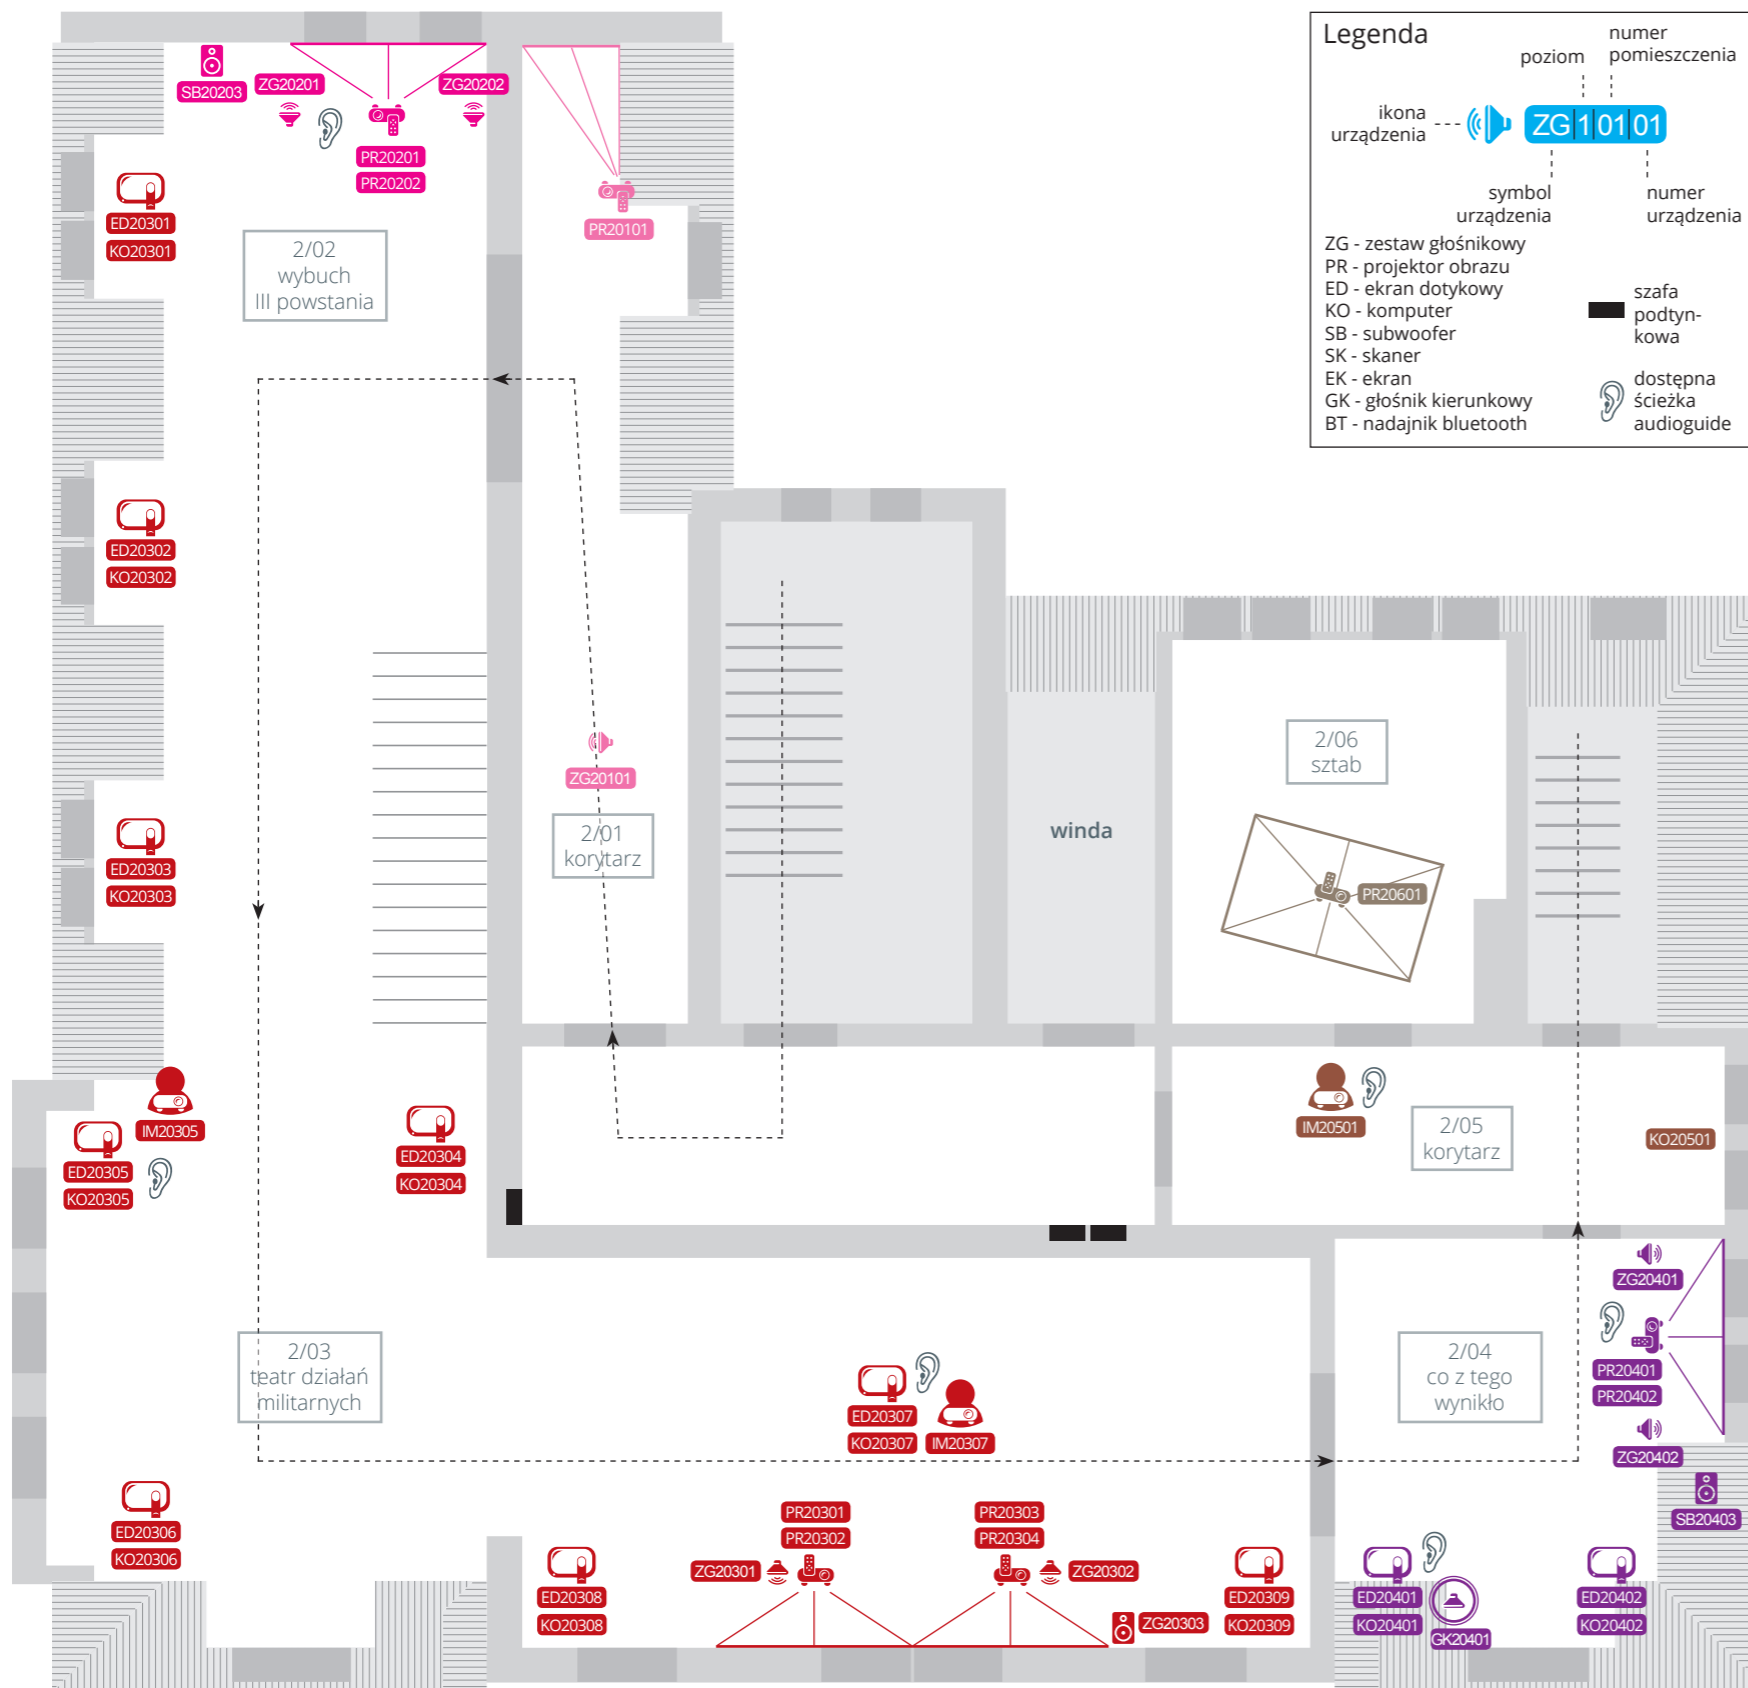 Legenda
numer
pomieszczenia
poziom
ikona
urządzenia
ZG 1 01 01
symbol
urządzenia
numer
urządzenia
ZG - zestaw głośnikowy
PR - projektor obrazu
ED - ekran dotykowy
KO - komputer
SB - subwoofer
SK - skaner
EK - ekran
GK - głośnik kierunkowy
BT - nadajnik bluetooth
szafa
podtyn-
kowa
dostępna
ścieżka
audioguide
SB20203
ZG20201
ZG20202
PR20201
PR20202
PR20101
ED20301
KO20301
2/02
wybuch
III powstania
ED20302
KO20302
ZG20101
2/01
korytarz
winda
2/06
sztab
PR20601
ED20303
KO20303
IM20305
ED20305
KO20305
ED20304
KO20304
IM20501
2/05
korytarz
KO20501
ZG20401
PR20401
PR20402
ZG20402
SB20403
2/03
teatr działań
militarnych
ED20307
KO20307
IM20307
2/04
co z tego
wynikło
ED20306
KO20306
PR20301
PR20302
PR20303
PR20304
ZG20301
ZG20302
ZG20303
ED20308
KO20308
ED20309
KO20309
ED20401
KO20401
GK20401
ED20402
KO20402